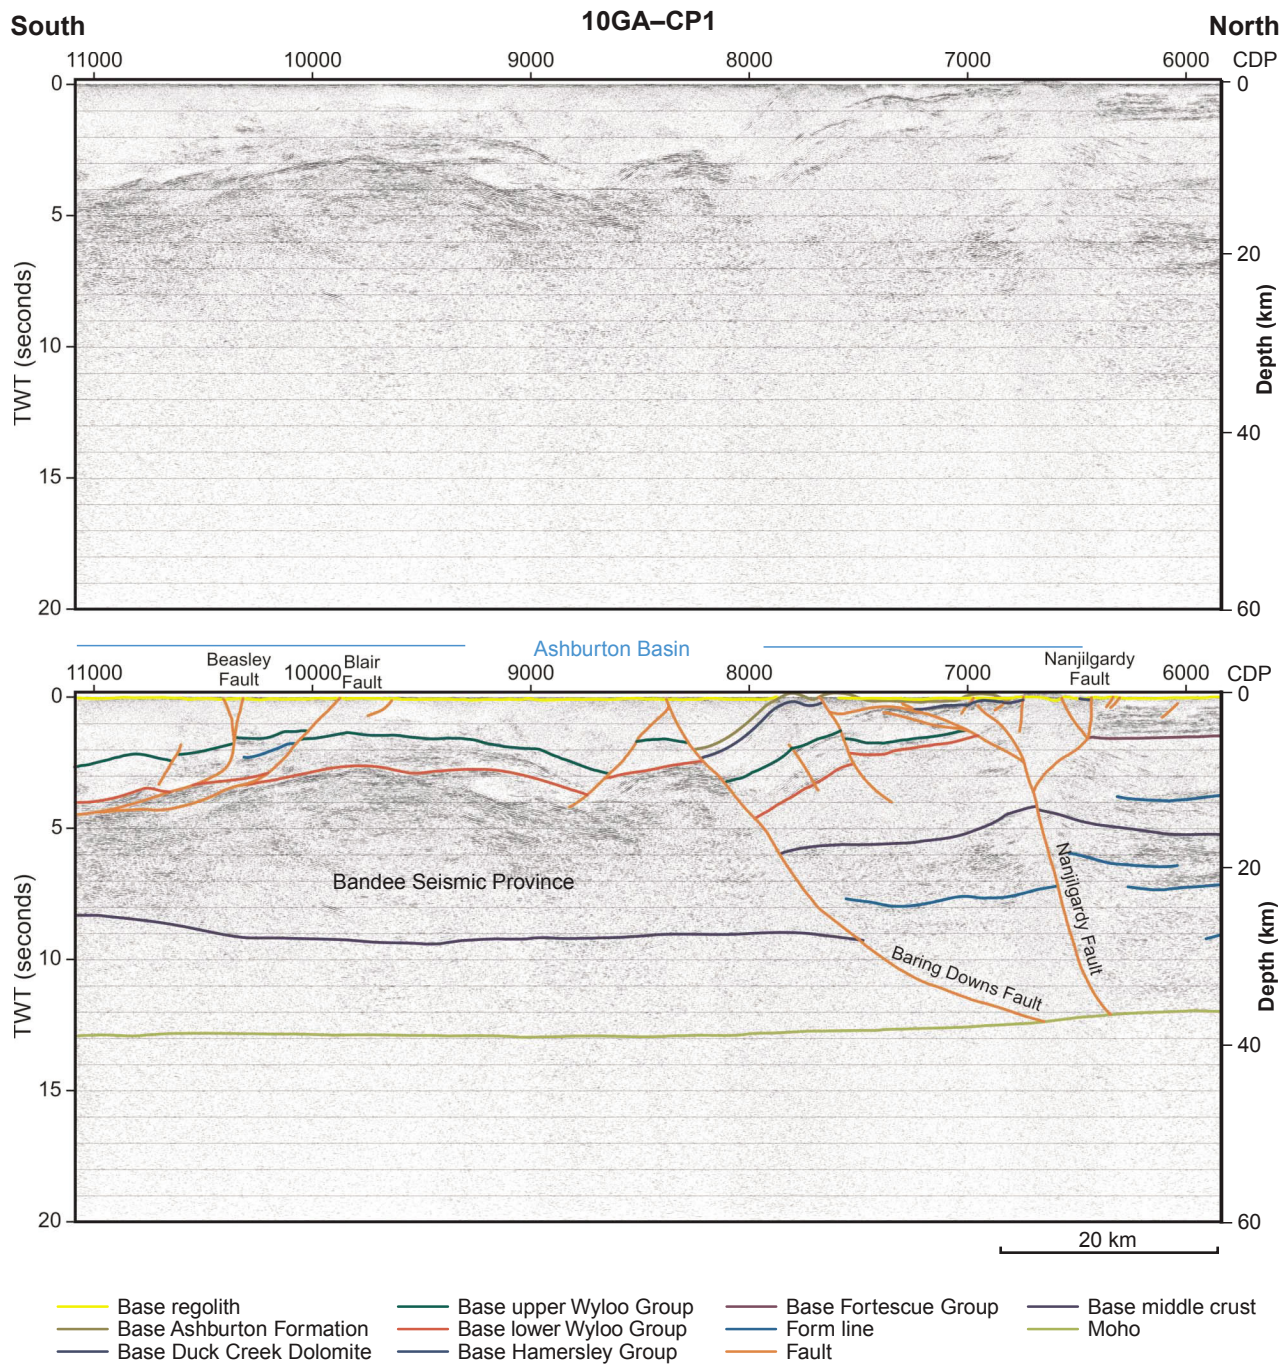 10GA–CP1
South
North
11000 10000 9000 8000 7000 6000 CDP
0
5
10
15
20
TWT (seconds)
0
20
40
60
Depth (km)
Ashburton Basin
Beasley
Fault
Blair
Fault
Nanjilgardy
Fault
11000 10000 9000 8000 7000 6000 CDP
0
5
10
15
20
TWT (seconds)
0
20
40
60
Depth (km)
Bandee Seismic Province
Baring Downs Fault
Nanjilgardy Fault
20 km
Base regolith
Base Ashburton Formation
Base Duck Creek Dolomite
Base upper Wyloo Group
Base lower Wyloo Group
Base Hamersley Group
Base Fortescue Group
Form line
Fault
Base middle crust
Moho